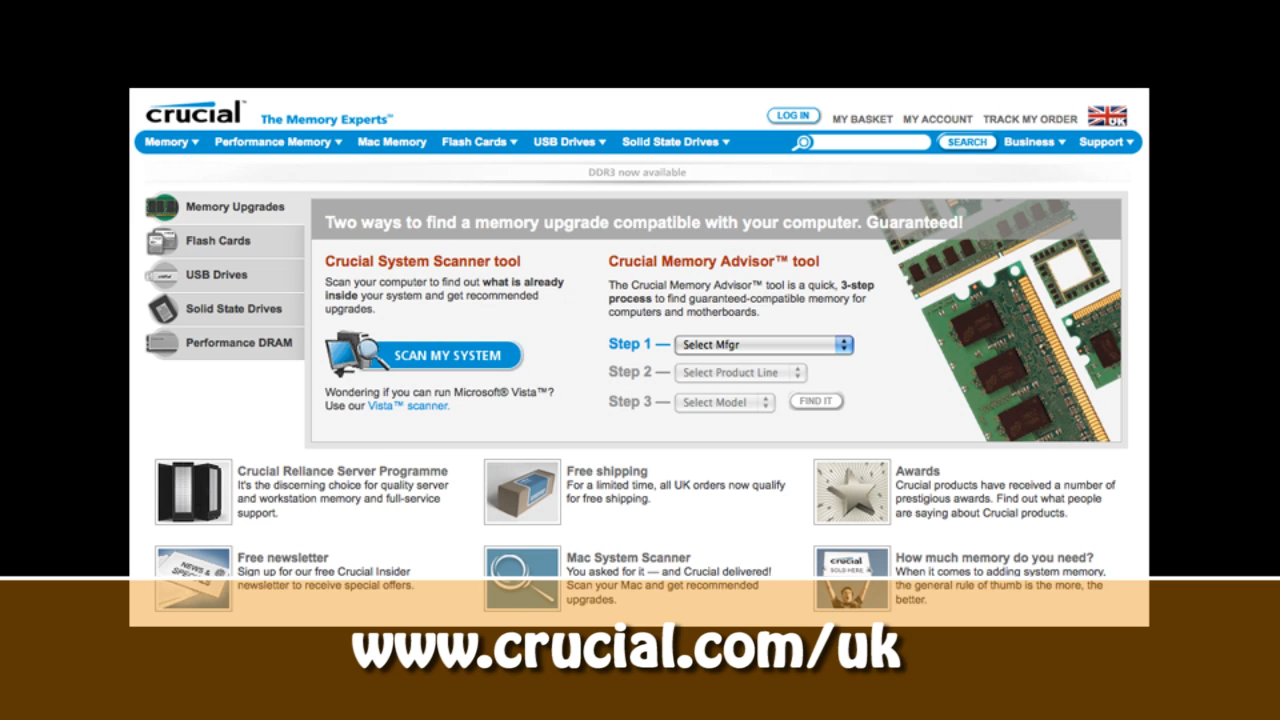 crucial™ The Memory Experts™
LOG IN MY BASKET MY ACCOUNT TRACK MY ORDER UK
Memory Performance Memory Mac Memory Flash Cards USB Drives Solid State Drives SEARCH Business Support
DDR3 now available
Memory Upgrades
Flash Cards
USB Drives
Solid State Drives
Performance DRAM
Two ways to find a memory upgrade compatible with your computer. Guaranteed!
Crucial System Scanner tool
Scan your computer to find out what is already
inside your system and get recommended
upgrades.
SCAN MY SYSTEM
Wondering if you can run Microsoft® Vista™?
Use our Vista™ scanner.
Crucial Memory Advisor™ tool
The Crucial Memory Advisor™ tool is a quick, 3-step
process to find guaranteed-compatible memory for
computers and motherboards.
Step 1 — Select Mfgr
Step 2 — Select Product Line
Step 3 — Select Model FIND IT
Crucial Reliance Server Programme
It's the discerning choice for quality server
and workstation memory and full-service
support.
Free shipping
For a limited time, all UK orders now qualify
for free shipping.
Awards
Crucial products have received a number of
prestigious awards. Find out what people
are saying about Crucial products.
NEWS &
Free newsletter
Sign up for our free Crucial Insider
newsletter to receive special offers.
Mac System Scanner
You asked for it — and Crucial delivered!
Scan your Mac and get recommended
upgrades.
crucial
SOLD HERE
How much memory do you need?
When it comes to adding system memory,
the general rule of thumb is the more, the
better.
www.crucial.com/uk